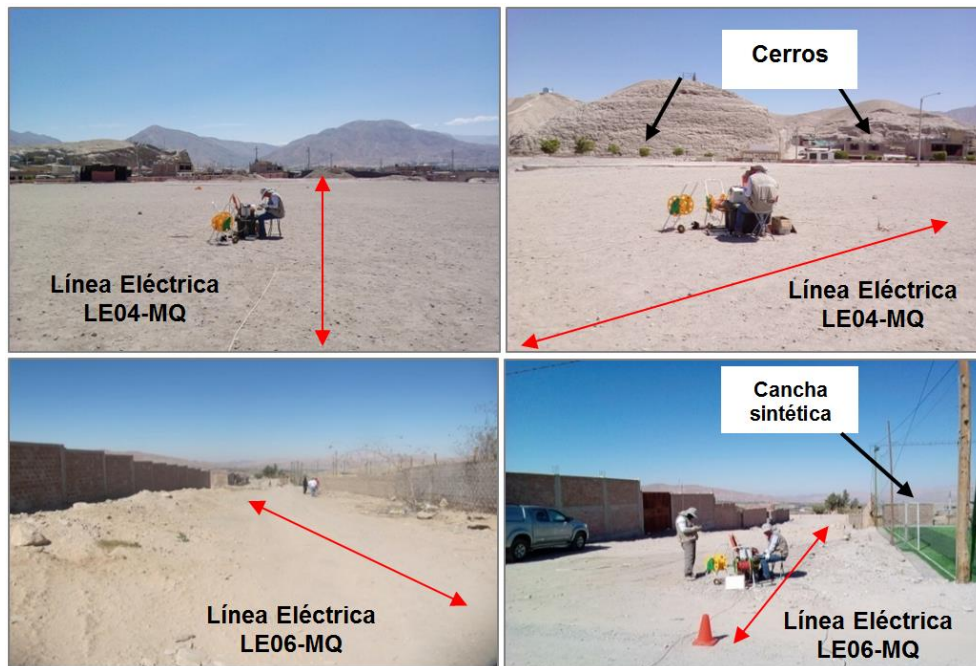 Línea Eléctrica
LE04-MQ
Cerros
Línea Eléctrica
LE04-MQ
Línea Eléctrica
LE06-MQ
Cancha
sintética
Línea Eléctrica
LE06-MQ